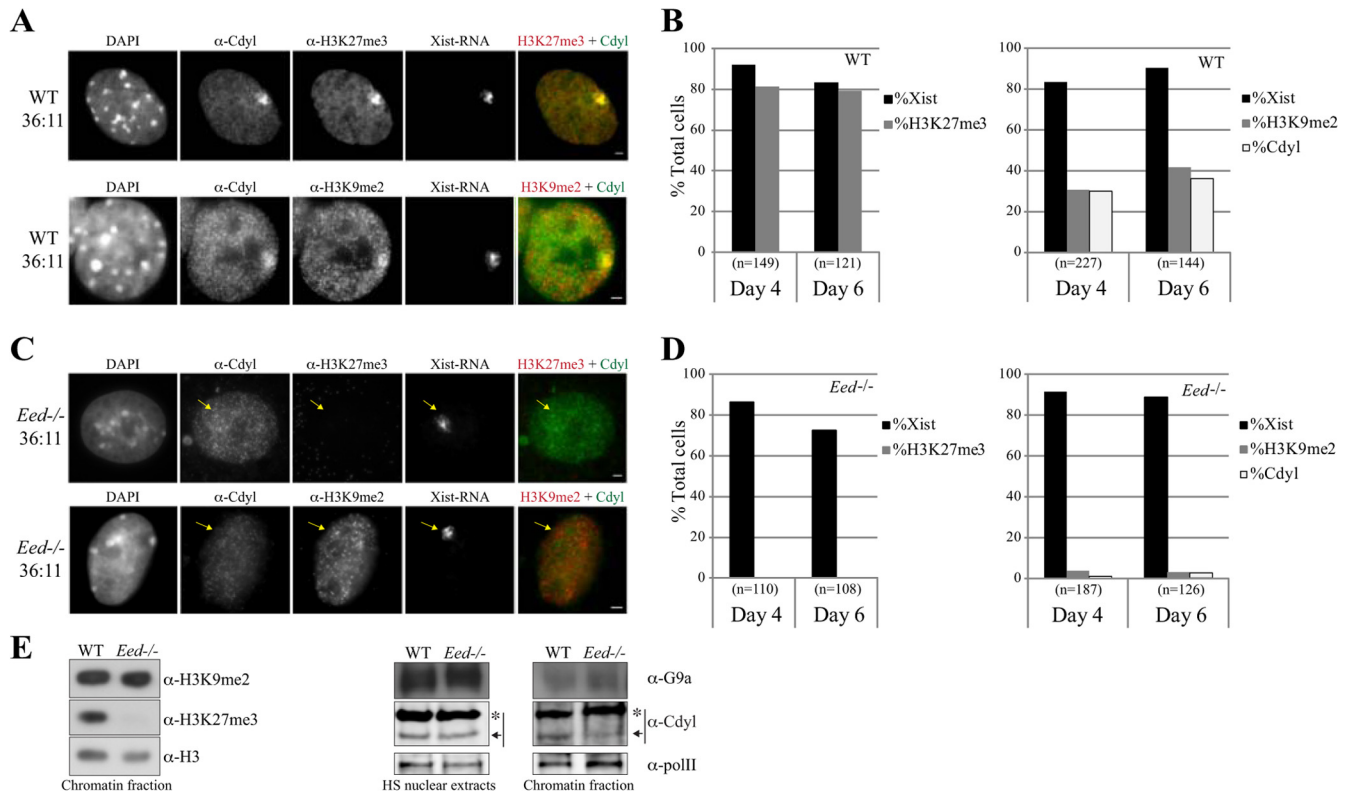 A
DAPI α-Cdyl α-H3K27me3 Xist-RNA H3K27me3 + Cdyl
WT
36:11
DAPI α-Cdyl α-H3K9me2 Xist-RNA H3K9me2 + Cdyl
WT
36:11
B
% Total cells
100
80
60
40
20
0
WT
%Xist
%H3K27me3
(n=149) (n=121)
Day 4 Day 6
100
80
60
40
20
0
WT
%Xist
%H3K9me2
%Cdyl
(n=227) (n=144)
Day 4 Day 6
C
DAPI α-Cdyl α-H3K27me3 Xist-RNA H3K27me3 + Cdyl
Eed-/-
36:11
DAPI α-Cdyl α-H3K9me2 Xist-RNA H3K9me2 + Cdyl
Eed-/-
36:11
D
% Total cells
100
80
60
40
20
0
Eed-/-
%Xist
%H3K27me3
(n=110) (n=108)
Day 4 Day 6
100
80
60
40
20
0
Eed-/-
%Xist
%H3K9me2
%Cdyl
(n=187) (n=126)
Day 4 Day 6
E
WT Eed-/-
α-H3K9me2
α-H3K27me3
α-H3
Chromatin fraction
WT Eed-/- WT Eed-/-
α-G9a
* * α-Cdyl
α-polII
HS nuclear extracts Chromatin fraction